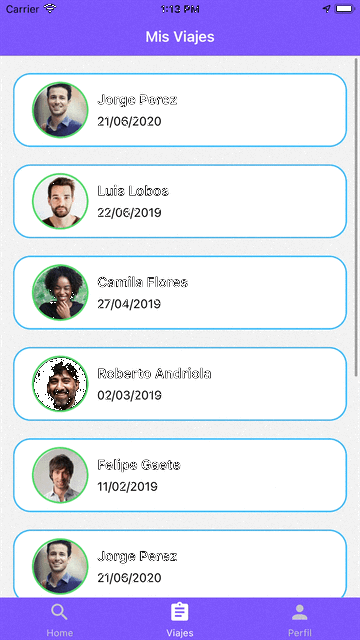 Carrier 1:13 PM
Mis Viajes
Jorge Perez
21/06/2020
Luis Lobos
22/06/2019
Camila Flores
27/04/2019
Roberto Andriola
02/03/2019
Felipe Gaete
11/02/2019
Jorge Perez
21/06/2020
Home Viajes Perfil